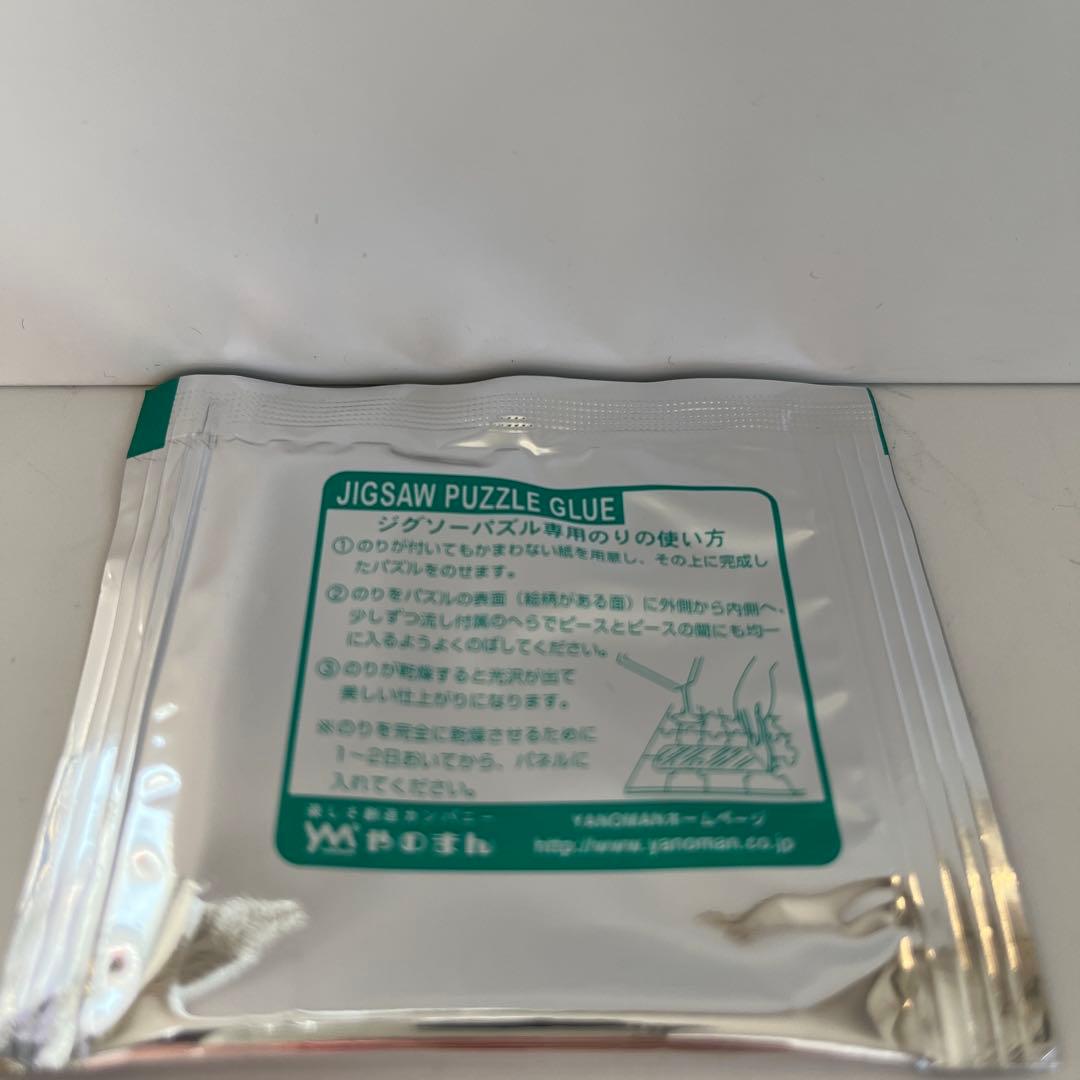 JIGSAW PUZZLE GLUE
ジグソーパズル専用のりの使い方
①のりが付いてもかまわない紙を用意し、その上に完成し
たパズルをのせます。
②のりをパズルの表面（絵柄がある面）に外側から内側へ、
少しずつ流し付属のへらでピースとピースの間にも均一
に入るようよくのばしてください。
③のりが乾燥すると光沢が出て
美しい仕上がりになります。
※のりを完全に乾燥させるために
1～2日おいてから、パネルに
入れてください。
楽しさ創造カンパニー
やのまん
YANOMANホームページ
http://www.yanoman.co.jp